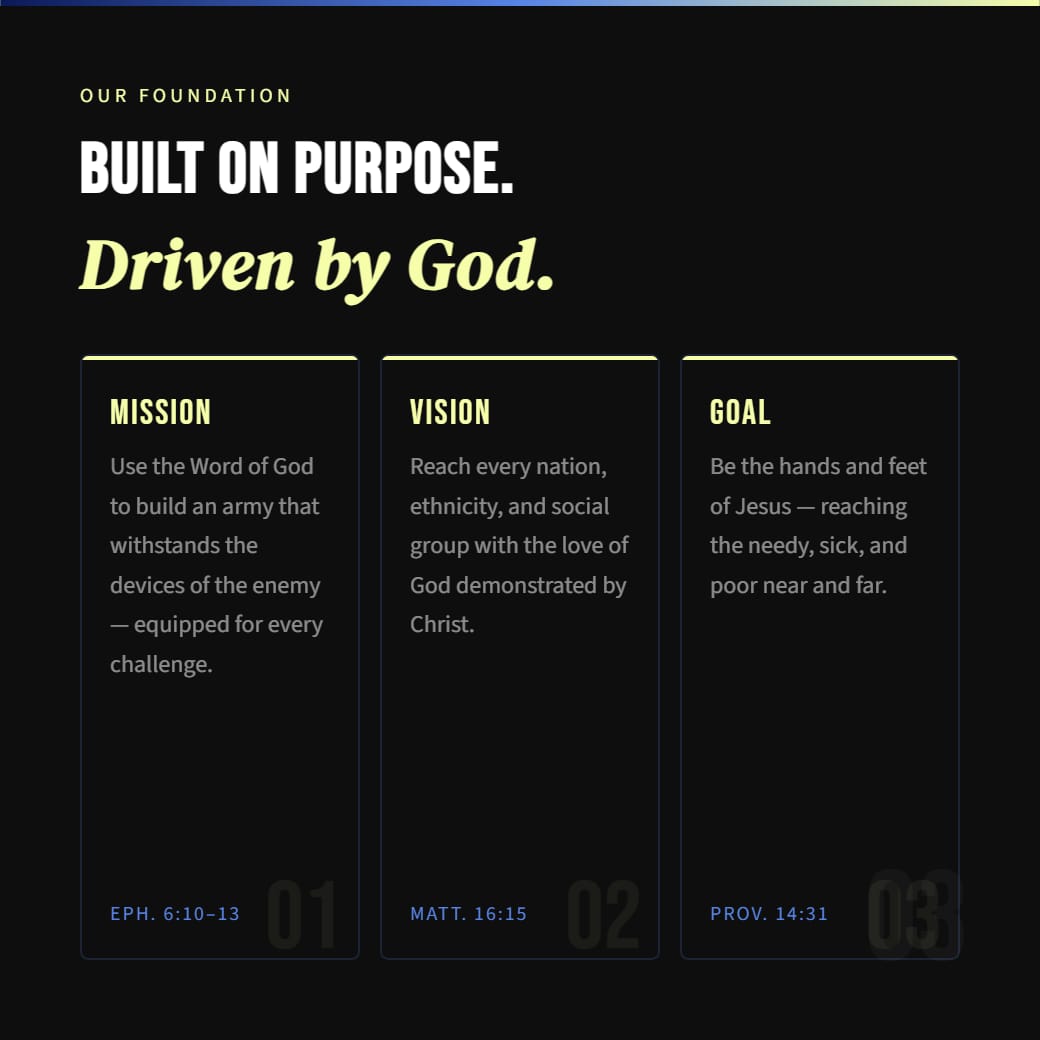 OUR FOUNDATION
BUILT ON PURPOSE.
Driven by God.
MISSION
Use the Word of God
to build an army that
withstands the
devices of the enemy
— equipped for every
challenge.
EPH. 6:10–13
01
VISION
Reach every nation,
ethnicity, and social
group with the love of
God demonstrated by
Christ.
MATT. 16:15
02
GOAL
Be the hands and feet
of Jesus — reaching
the needy, sick, and
poor near and far.
PROV. 14:31
03
03